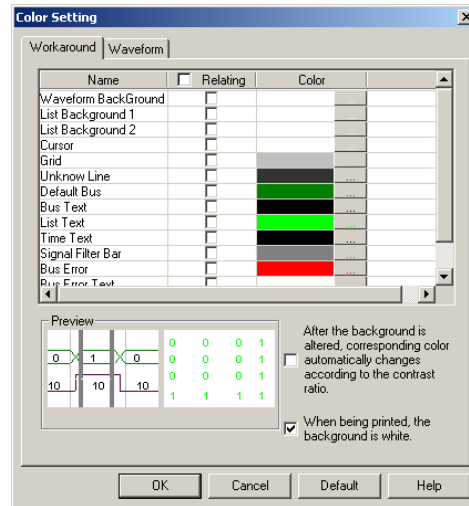 Color Setting
Workaround Waveform
Name Relating Color
Waveform BackGround ...
List Background 1 ...
List Background 2 ...
Cursor ...
Grid ...
Unknow Line ...
Default Bus ...
Bus Text ...
List Text ...
Time Text ...
Signal Filter Bar ...
Bus Error ...
Bus Error Text
Preview
0 1 0
10 10 10
0 0 0 1
0 0 0 1
0 0 0 1
1 1 1 1
After the background is
altered, corresponding color
automatically changes
according to the contrast
ratio.
When being printed, the
background is white.
OK Cancel Default Help